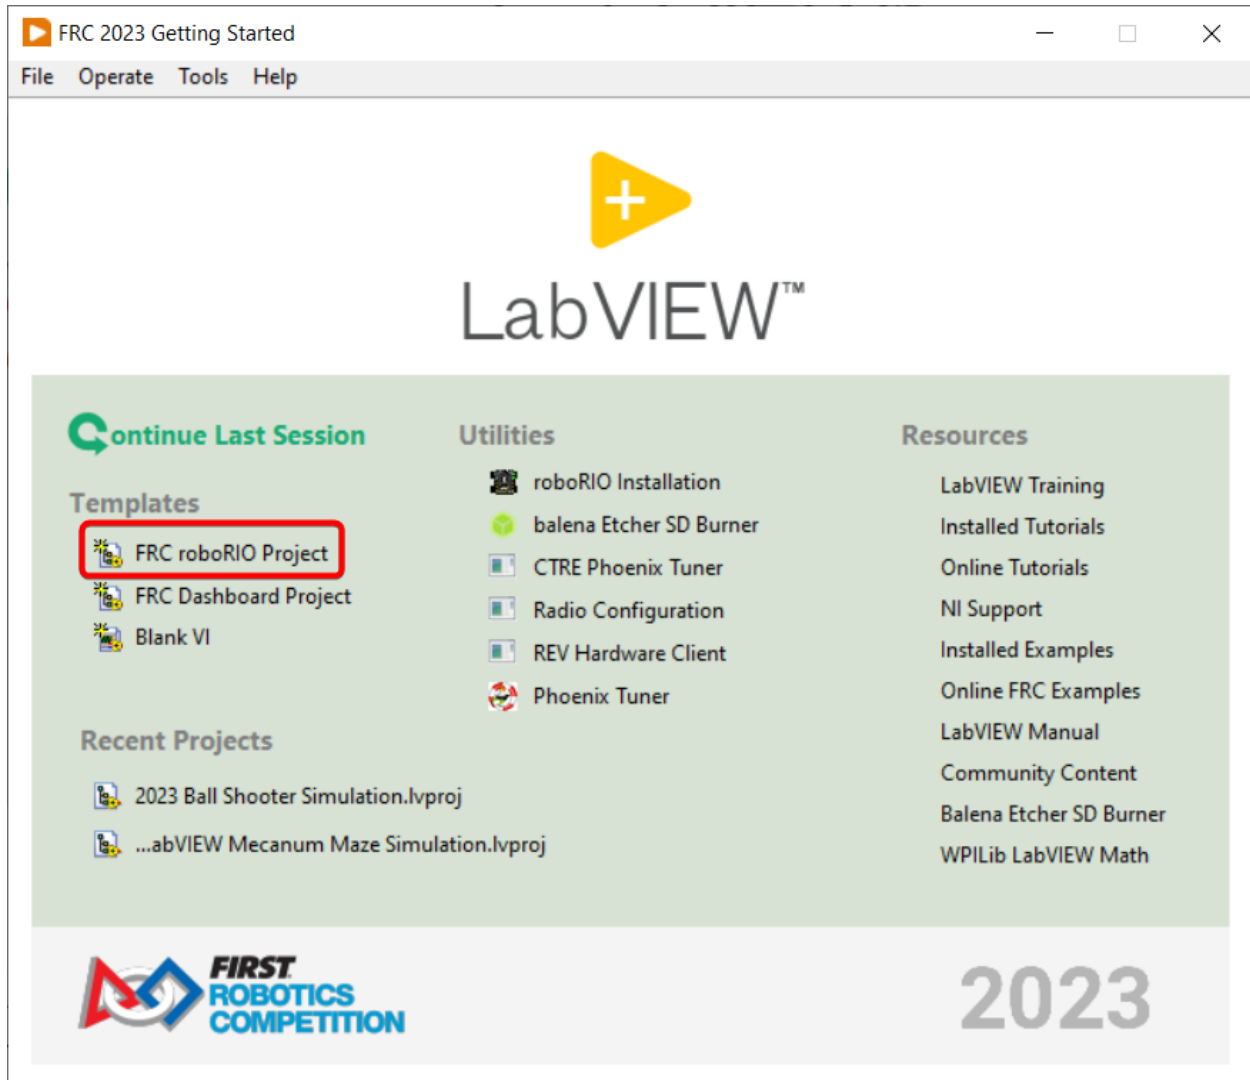 FRC 2023 Getting Started
File Operate Tools Help
LabVIEW™
Continue Last Session
Templates
FRC roboRIO Project
FRC Dashboard Project
Blank VI
Recent Projects
2023 Ball Shooter Simulation.lvproj
...abVIEW Mecanum Maze Simulation.lvproj
Utilities
roboRIO Installation
balena Etcher SD Burner
CTRE Phoenix Tuner
Radio Configuration
REV Hardware Client
Phoenix Tuner
Resources
LabVIEW Training
Installed Tutorials
Online Tutorials
NI Support
Installed Examples
Online FRC Examples
LabVIEW Manual
Community Content
Balena Etcher SD Burner
WPILib LabVIEW Math
FIRST
ROBOTICS
COMPETITION
2023